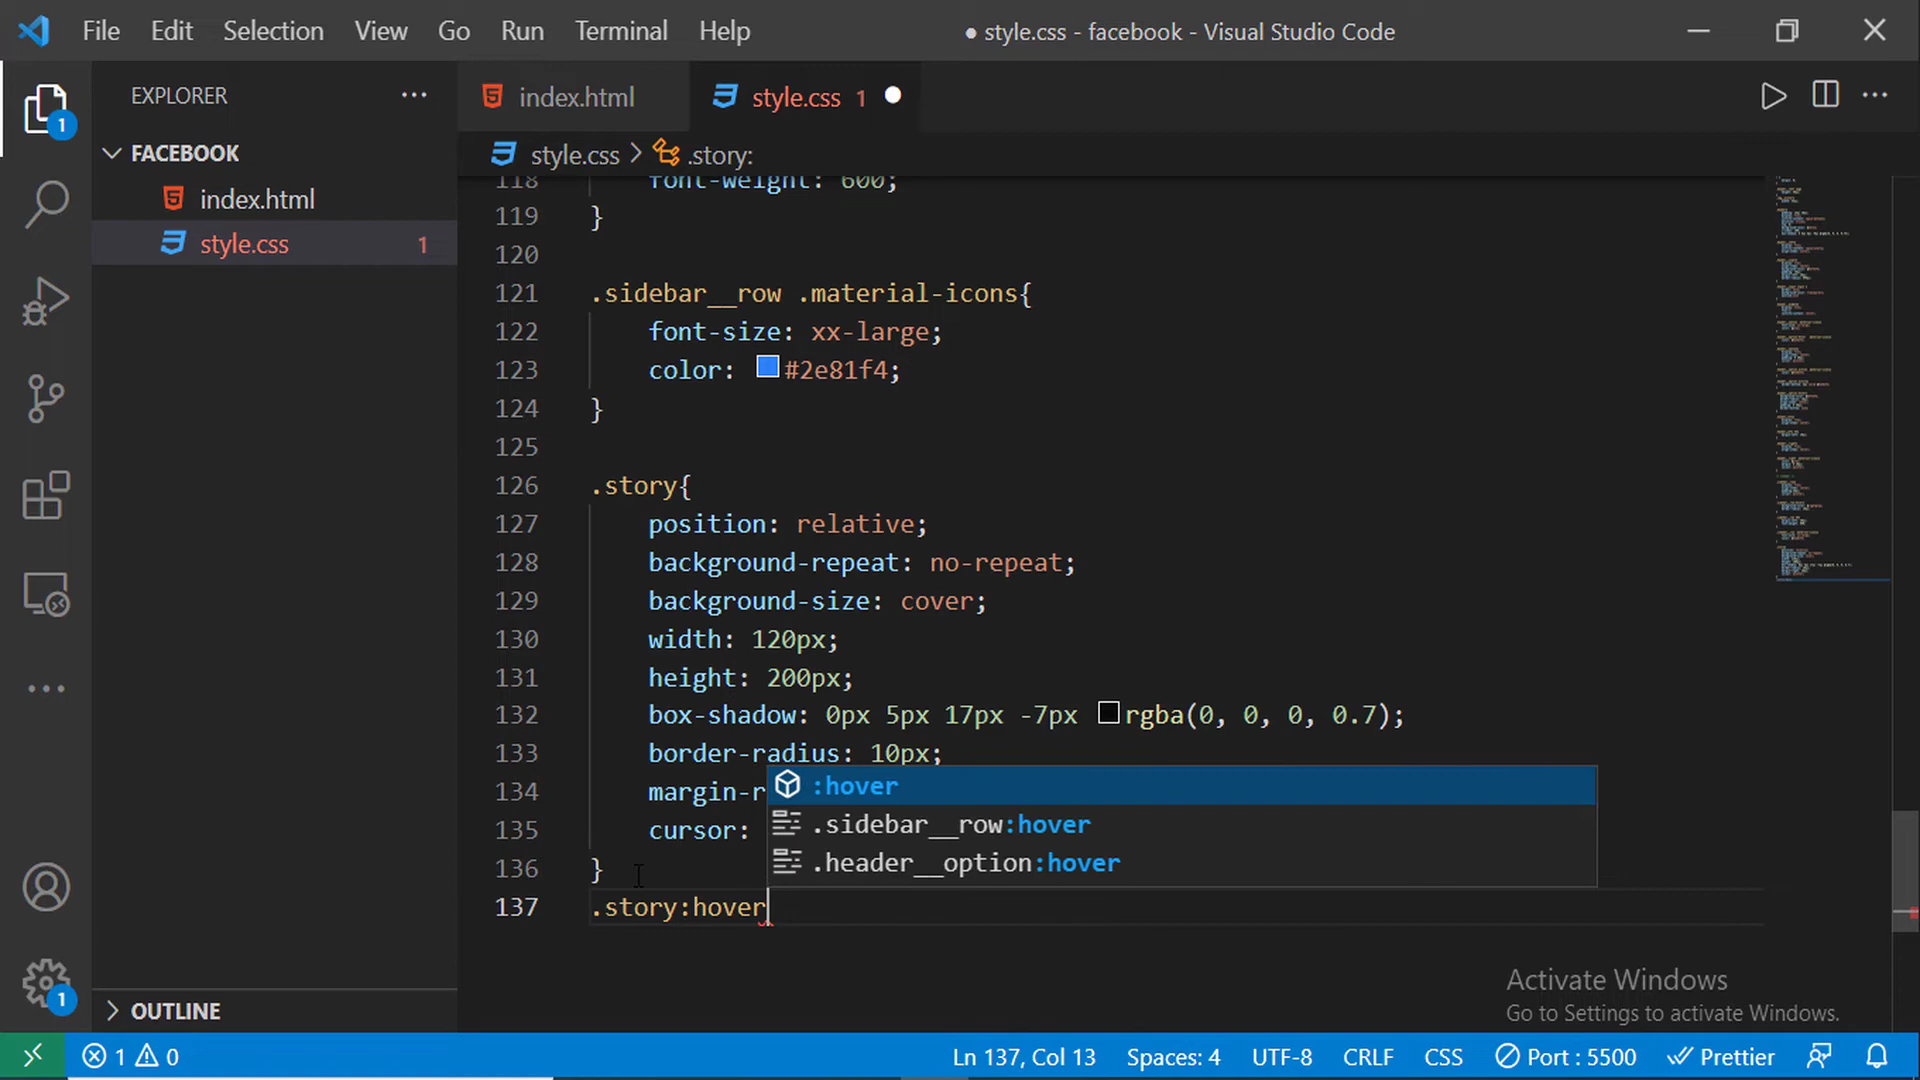 File Edit Selection View Go Run Terminal Help
● style.css - facebook - Visual Studio Code
EXPLORER
index.html
style.css 1
FACEBOOK
index.html
style.css 1
1
style.css > .story:
118 font-weight: 600;
119 }
120
121 .sidebar__row .material-icons{
122 font-size: xx-large;
123 color: #2e81f4;
124 }
125
126 .story{
127 position: relative;
128 background-repeat: no-repeat;
129 background-size: cover;
130 width: 120px;
131 height: 200px;
132 box-shadow: 0px 5px 17px -7px rgba(0, 0, 0, 0.7);
133 border-radius: 10px;
134 margin-r
135 cursor:
136 }
137 .story:hover
:hover
.sidebar__row:hover
.header__option:hover
1
OUTLINE
Activate Windows
Go to Settings to activate Windows.
1 0
Ln 137, Col 13 Spaces: 4 UTF-8 CRLF CSS Port : 5500 Prettier